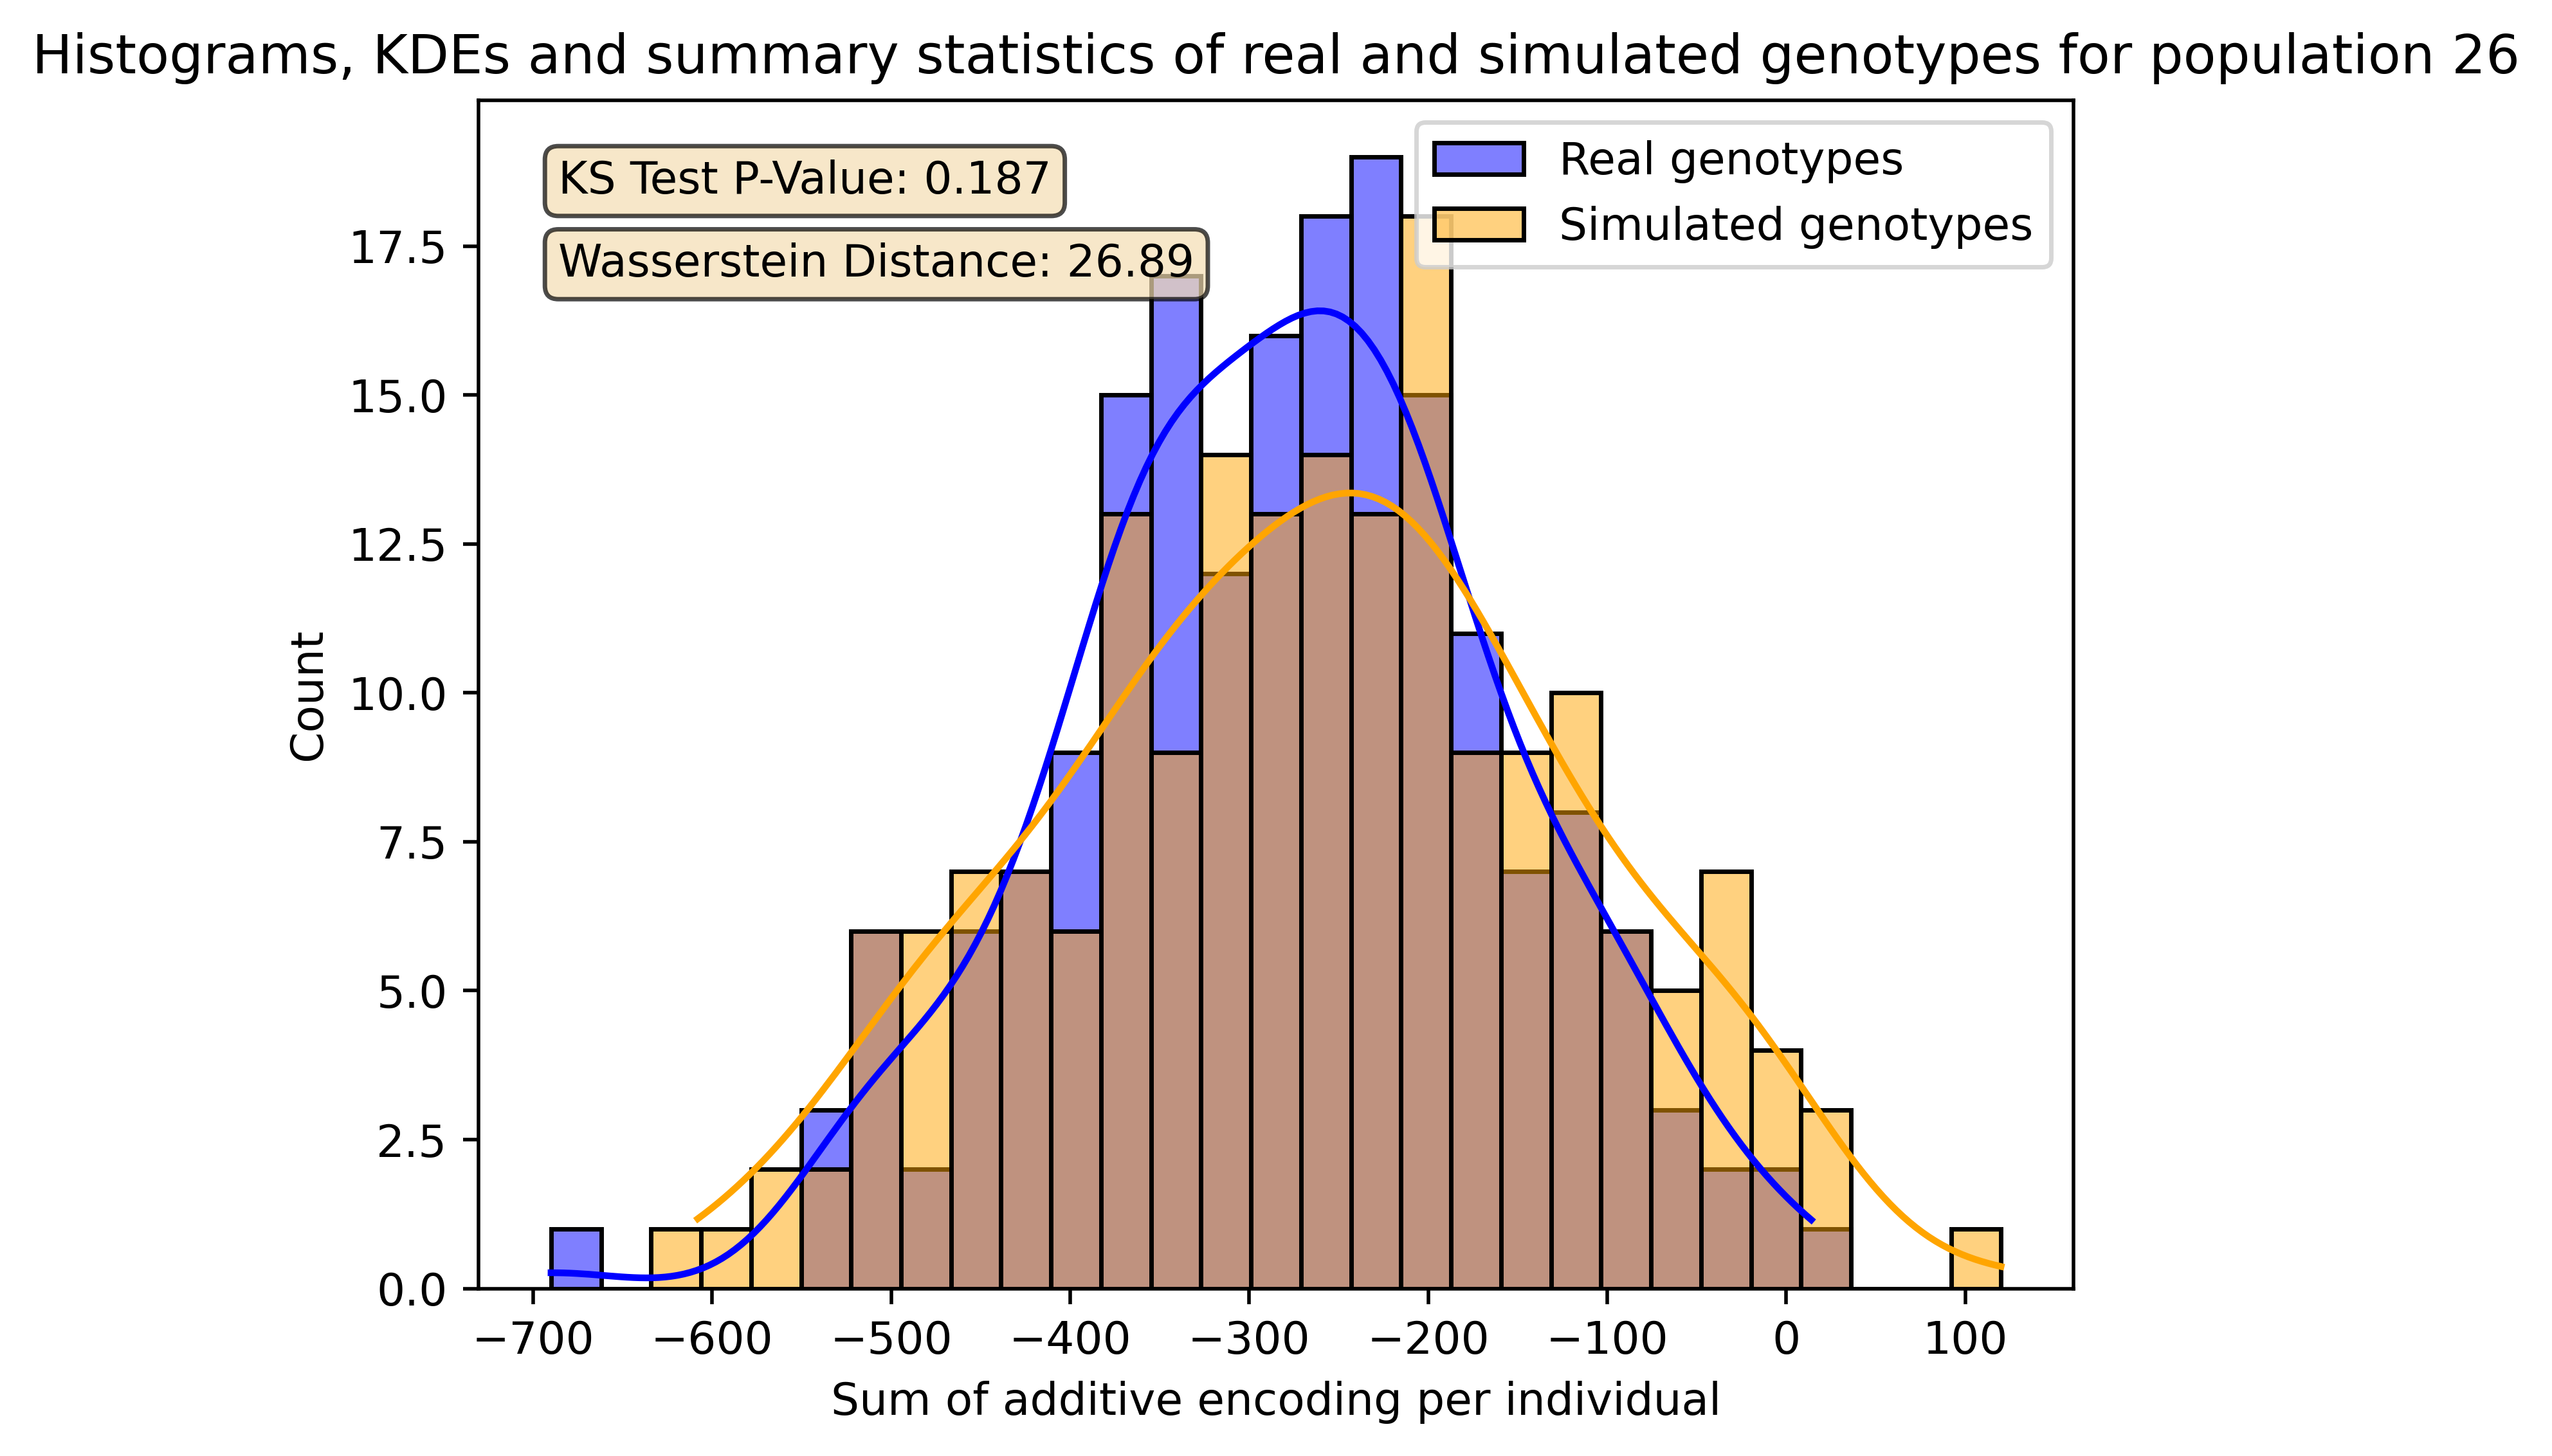 Histograms, KDEs and summary statistics of real and simulated genotypes for population 26
KS Test P-Value: 0.187
Wasserstein Distance: 26.89
Real genotypes
Simulated genotypes
17.5
15.0
12.5
10.0
7.5
5.0
2.5
0.0
Count
−700 −600 −500 −400 −300 −200 −100 0 100
Sum of additive encoding per individual